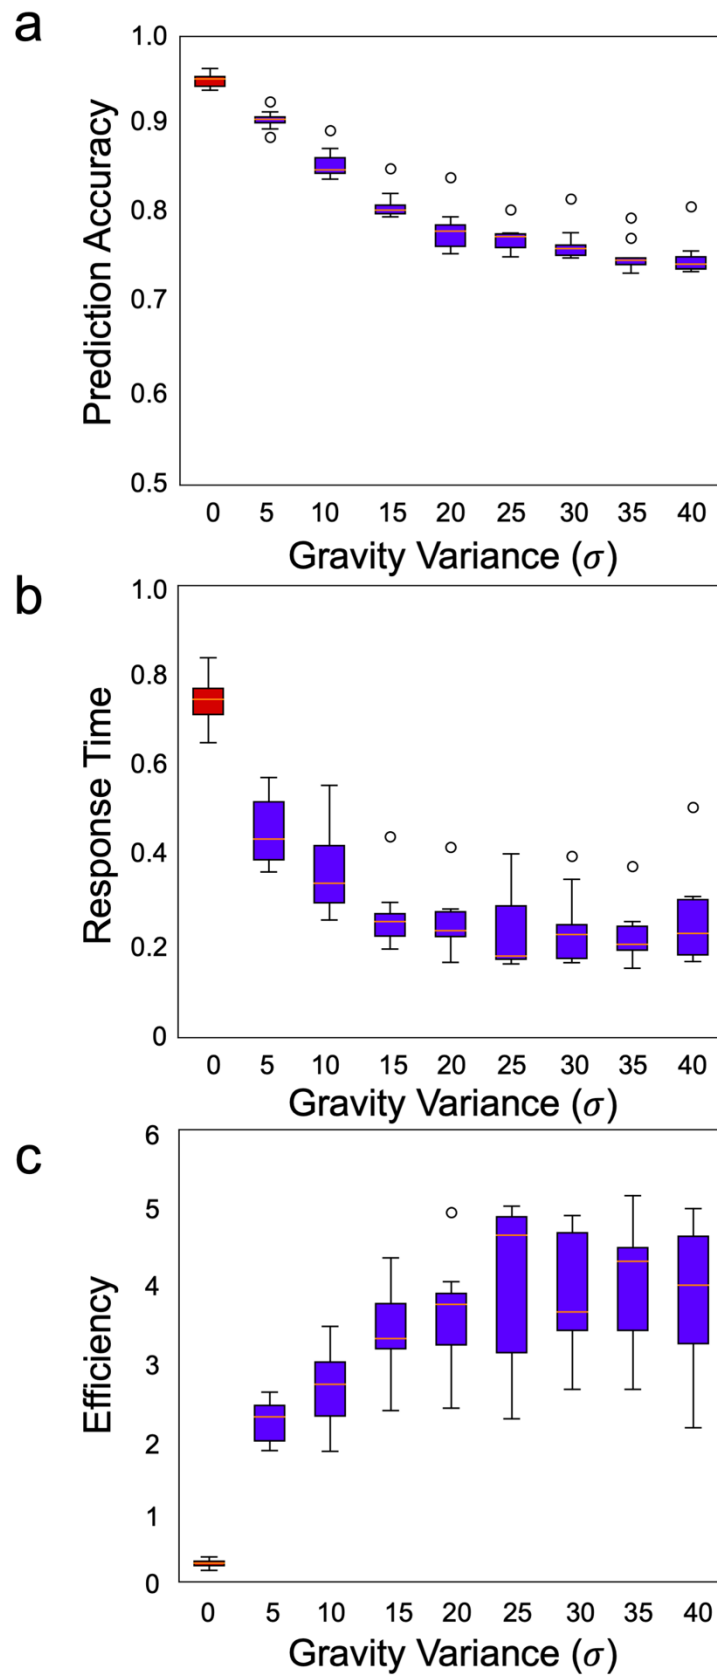 a
Prediction Accuracy
1.0
0.9
0.8
0.7
0.6
0.5
0 5 10 15 20 25 30 35 40
Gravity Variance (σ)
b
Response Time
1.0
0.8
0.6
0.4
0.2
0
0 5 10 15 20 25 30 35 40
Gravity Variance (σ)
c
Efficiency
6
5
4
3
2
1
0
0 5 10 15 20 25 30 35 40
Gravity Variance (σ)